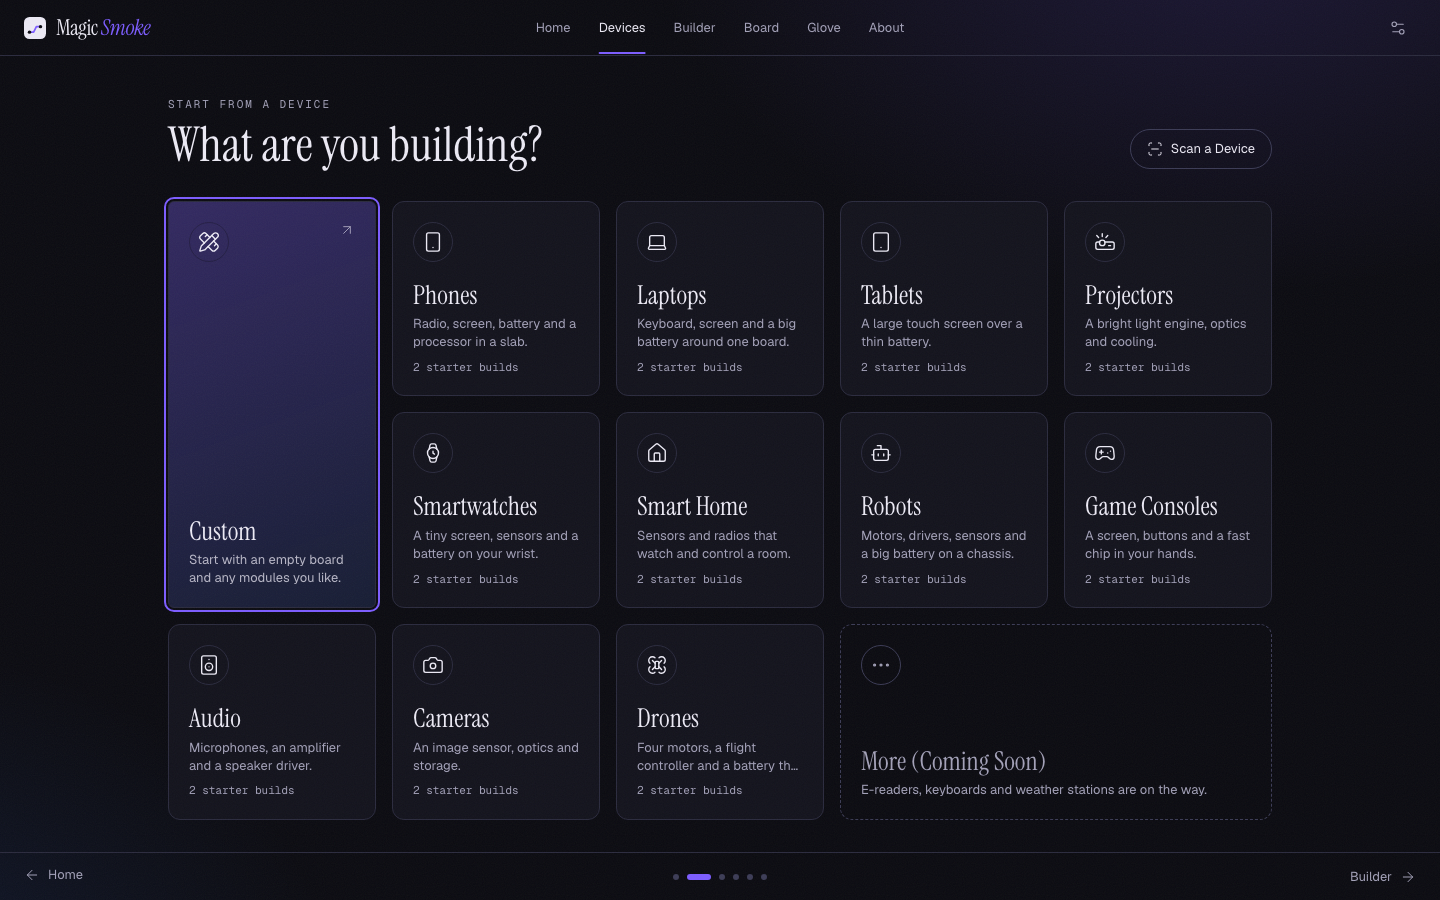 Magic Smoke
Home
Devices
Builder
Board
Glove
About
START FROM A DEVICE
What are you building?
Scan a Device
Custom
Start with an empty board
and any modules you like.
Phones
Radio, screen, battery and a
processor in a slab.
2 starter builds
Laptops
Keyboard, screen and a big
battery around one board.
2 starter builds
Tablets
A large touch screen over a
thin battery.
2 starter builds
Projectors
A bright light engine, optics
and cooling.
2 starter builds
Smartwatches
A tiny screen, sensors and a
battery on your wrist.
2 starter builds
Smart Home
Sensors and radios that
watch and control a room.
2 starter builds
Robots
Motors, drivers, sensors and
a big battery on a chassis.
2 starter builds
Game Consoles
A screen, buttons and a fast
chip in your hands.
2 starter builds
Audio
Microphones, an amplifier
and a speaker driver.
2 starter builds
Cameras
An image sensor, optics and
storage.
2 starter builds
Drones
Four motors, a flight
controller and a battery th...
2 starter builds
More (Coming Soon)
E-readers, keyboards and weather stations are on the way.
Home
Builder